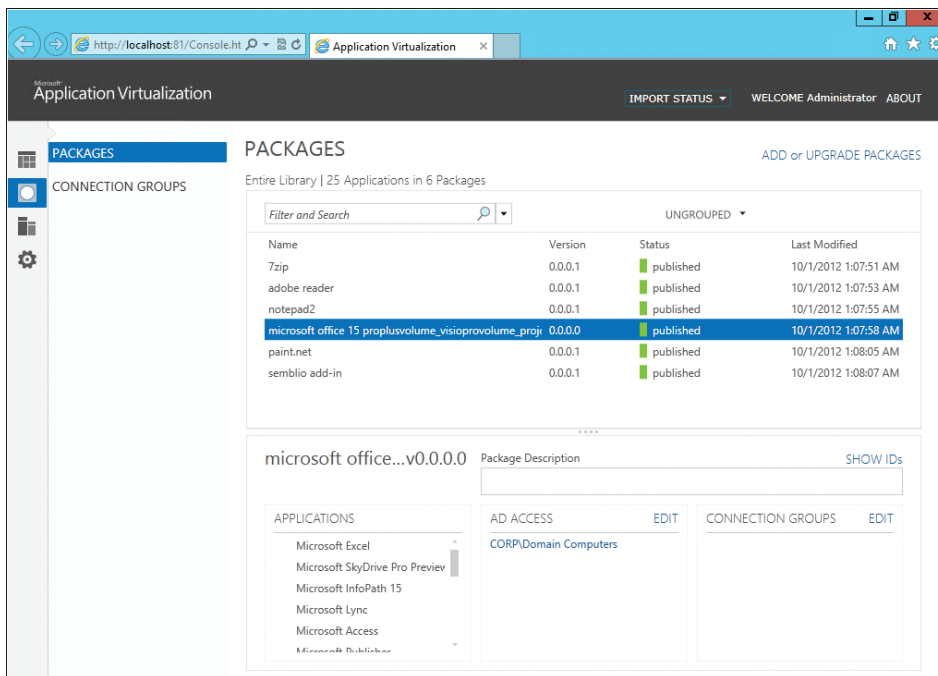 http://localhost:81/Console.ht
Application Virtualization
Microsoft
Application Virtualization
IMPORT STATUS
WELCOME Administrator ABOUT
PACKAGES
CONNECTION GROUPS
PACKAGES
ADD or UPGRADE PACKAGES
Entire Library | 25 Applications in 6 Packages
Filter and Search
UNGROUPED
Name Version Status Last Modified
7zip 0.0.0.1 published 10/1/2012 1:07:51 AM
adobe reader 0.0.0.1 published 10/1/2012 1:07:53 AM
notepad2 0.0.0.1 published 10/1/2012 1:07:55 AM
microsoft office 15 proplusvolume_visioprovolume_proje 0.0.0.0 published 10/1/2012 1:07:58 AM
paint.net 0.0.0.1 published 10/1/2012 1:08:05 AM
semblio add-in 0.0.0.1 published 10/1/2012 1:08:07 AM
microsoft office...v0.0.0.0
Package Description
SHOW IDs
APPLICATIONS
Microsoft Excel
Microsoft SkyDrive Pro Preview
Microsoft InfoPath 15
Microsoft Lync
Microsoft Access
Microsoft Publisher
AD ACCESS EDIT
CORP\Domain Computers
CONNECTION GROUPS EDIT